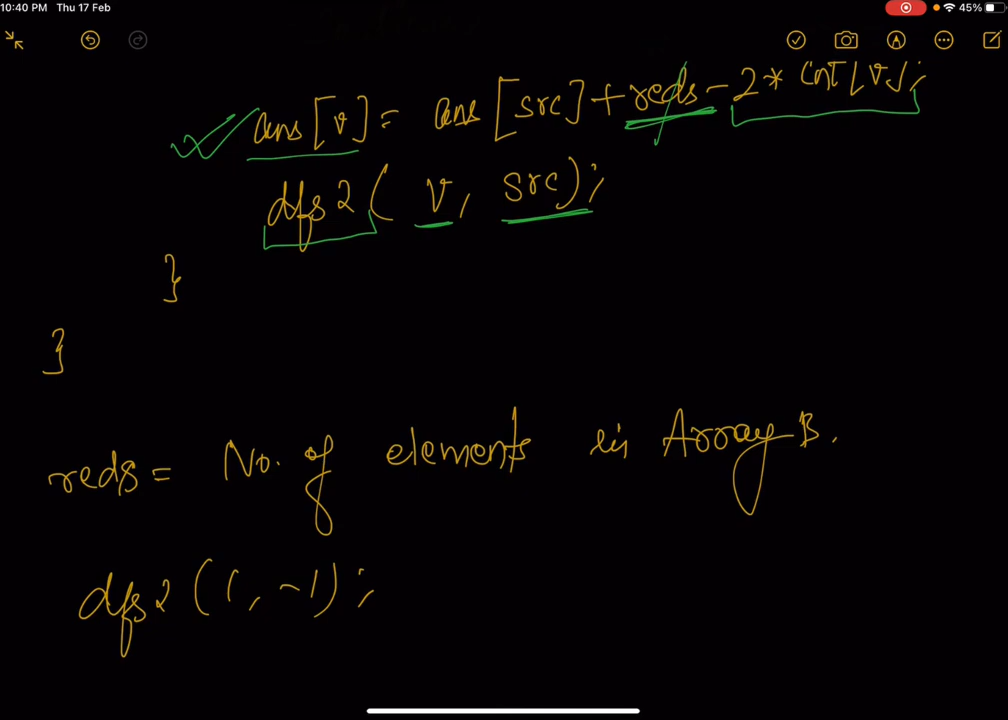 10:40 PM Thu 17 Feb
45%
ans[v] = ans[src] + reds - 2 * cnt[v];
dfs2(v, src);
}
}
reds = No. of elements in Array B.
dfs2(1, -1);